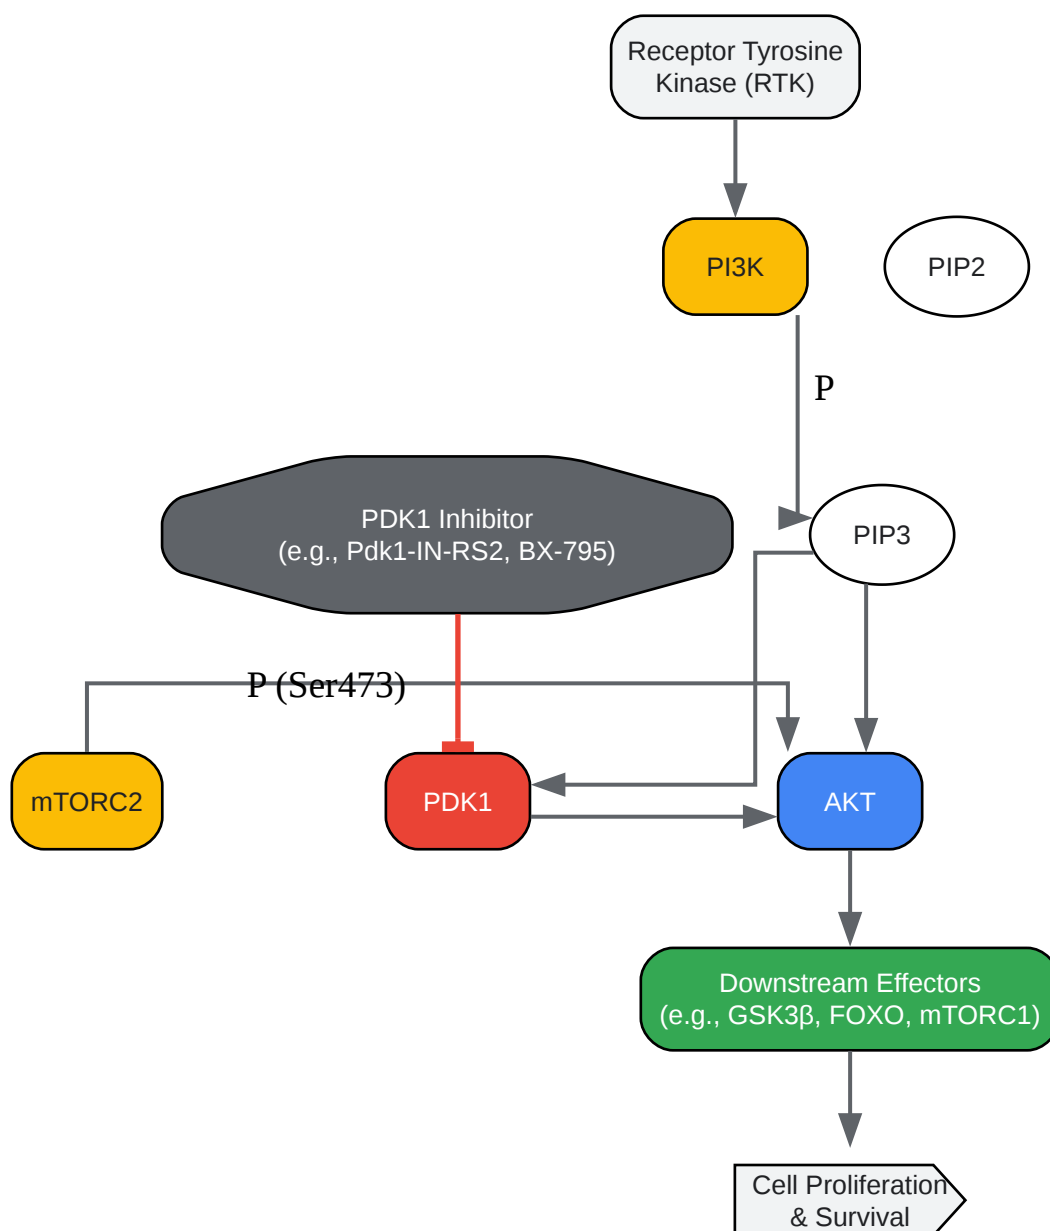 Receptor Tyrosine
Kinase (RTK)
PI3K
PIP2
P
PDK1 Inhibitor
(e.g., Pdk1-IN-RS2, BX-795)
PIP3
P (Ser473)
mTORC2
PDK1
AKT
Downstream Effectors
(e.g., GSK3β, FOXO, mTORC1)
Cell Proliferation
& Survival